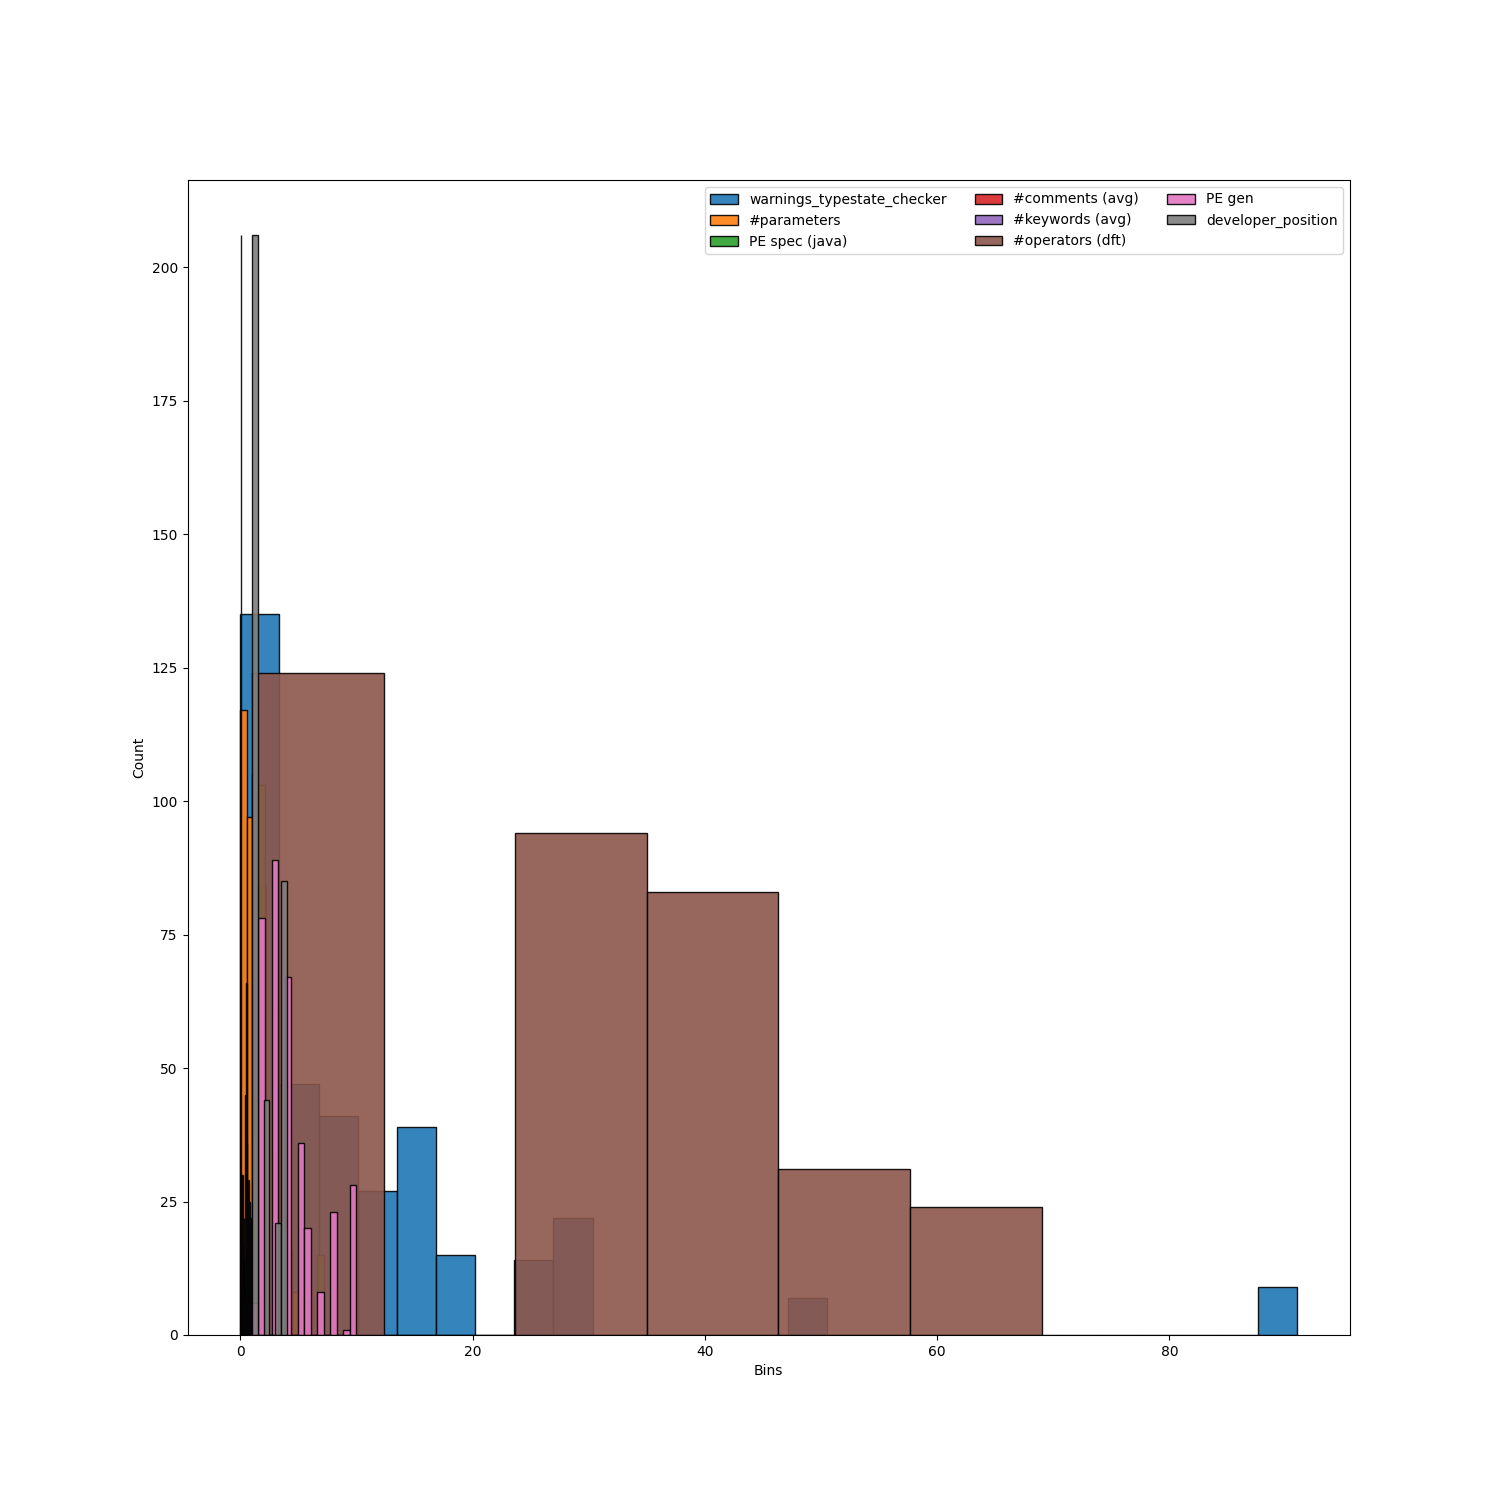 warnings_typestate_checker
#parameters
PE spec (java)
#comments (avg)
#keywords (avg)
#operators (dft)
PE gen
developer_position
200
175
150
125
100
75
50
25
0
Count
0 20 40 60 80
Bins